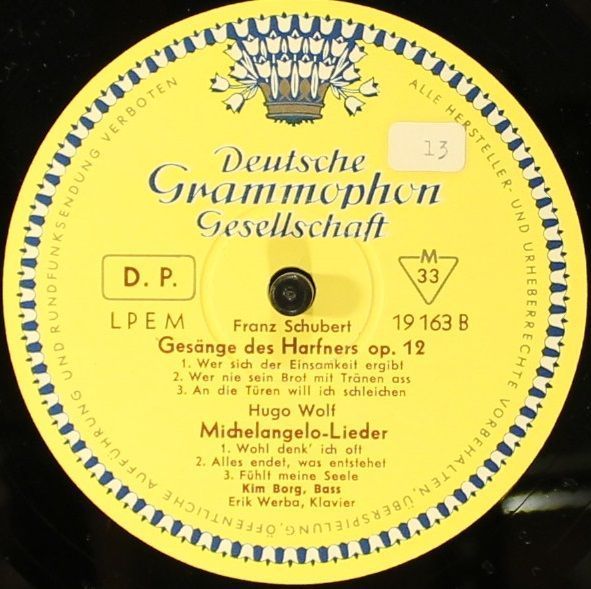 13
Deutsche
Grammophon
Gesellschaft
D. P.
M
33
LPEM
19 163 B
Franz Schubert
Gesänge des Harfners op. 12
1. Wer sich der Einsamkeit ergibt
2. Wer nie sein Brot mit Tränen ass
3. An die Türen will ich schleichen
Hugo Wolf
Michelangelo-Lieder
1. Wohl denk' ich oft
2. Alles endet, was entstehet
3. Fühlt meine Seele
Kim Borg, Bass
Erik Werba, Klavier
ALLE HERSTELLER- UND URHEBERRECHTE VORBEHALTEN, ÜBERSPIELUNG, ÖFFENTLICHE AUFFÜHRUNG UND RUNDFUNKSENDUNG VERBOTEN